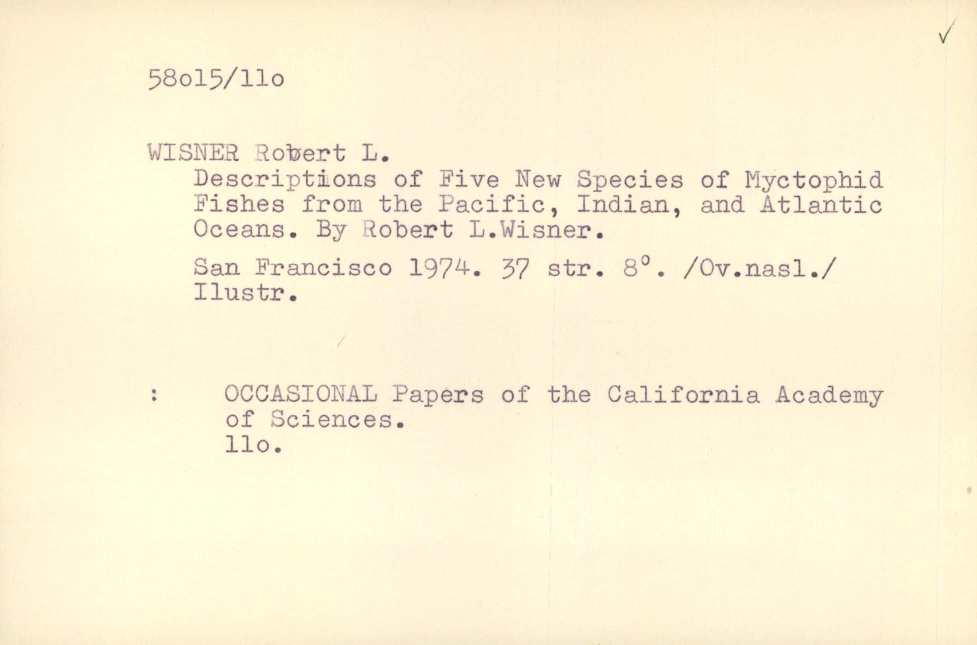 58o15/11o
WISNER Robert L.
Descriptions of Five New Species of Myctophid
Fishes from the Pacific, Indian, and Atlantic
Oceans. By Robert L.Wisner.
San Francisco 1974. 37 str. 8°. /Ov.nasl./
Ilustr.
: OCCASIONAL Papers of the California Academy
of Sciences.
11o.